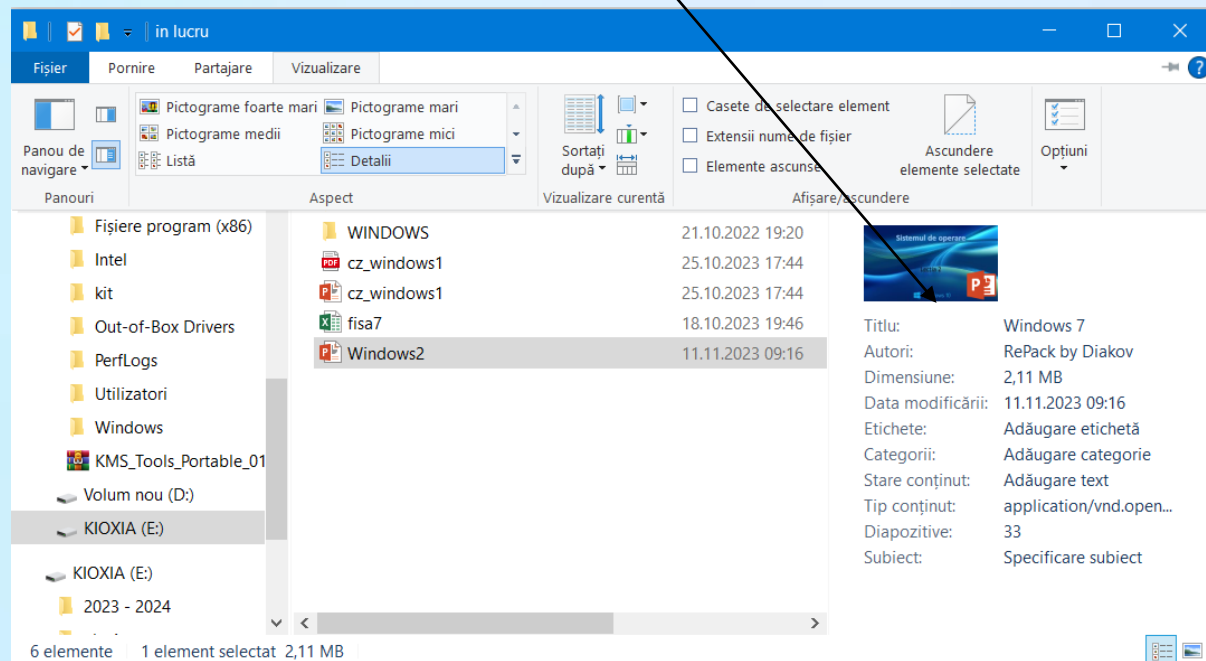 in lucru
Fișier Pornire Partajare Vizualizare
Panou de navigare
Panouri
Pictograme foarte mari Pictograme mari
Pictograme medii Pictograme mici
Listă Detalii
Aspect
Sortați după
Vizualizare curentă
Casete de selectare element
Extensii nume de fișier
Elemente ascunse
Ascundere elemente selectate
Afișare/ascundere
Opțiuni
Fișiere program (x86)
Intel
kit
Out-of-Box Drivers
PerfLogs
Utilizatori
Windows
KMS_Tools_Portable_01
Volum nou (D:)
KIOXIA (E:)
KIOXIA (E:)
2023 - 2024
WINDOWS 21.10.2022 19:20
PDF cz_windows1 25.10.2023 17:44
cz_windows1 25.10.2023 17:44
fisa7 18.10.2023 19:46
Windows2 11.11.2023 09:16
Sistemul de operare
Titlu: Windows 7
Autori: RePack by Diakov
Dimensiune: 2,11 MB
Data modificării: 11.11.2023 09:16
Etichete: Adăugare etichetă
Categorii: Adăugare categorie
Stare conținut: Adăugare text
Tip conținut: application/vnd.open...
Diapozitive: 33
Subiect: Specificare subiect
6 elemente 1 element selectat 2,11 MB